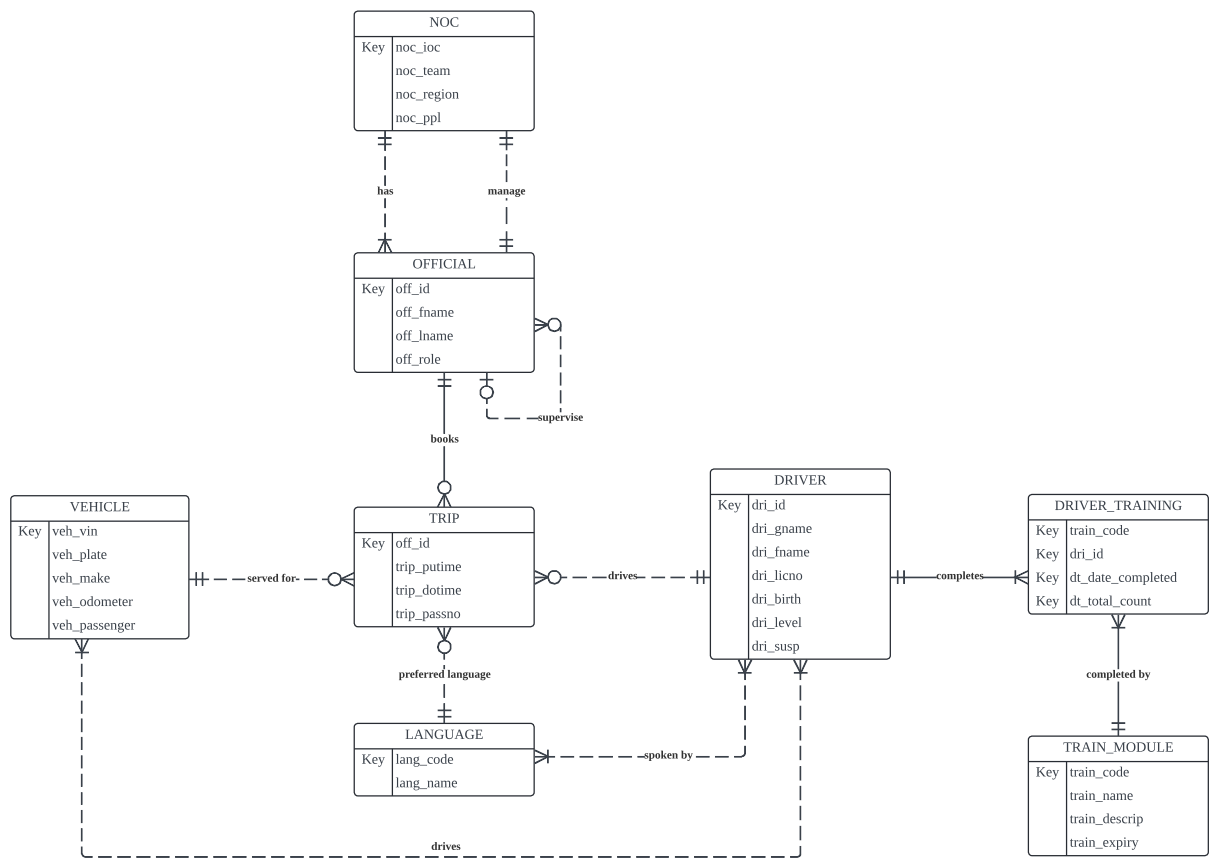 NOC
Key noc_ioc
noc_team
noc_region
noc_ppl
has
manage
OFFICIAL
Key off_id
off_fname
off_lname
off_role
supervise
books
VEHICLE
Key veh_vin
veh_plate
veh_make
veh_odometer
veh_passenger
served for
TRIP
Key off_id
trip_putime
trip_dotime
trip_passno
drives
DRIVER
Key dri_id
dri_gname
dri_fname
dri_licno
dri_birth
dri_level
dri_susp
completes
DRIVER_TRAINING
Key train_code
Key dri_id
Key dt_date_completed
Key dt_total_count
preferred language
completed by
LANGUAGE
Key lang_code
lang_name
spoken by
TRAIN_MODULE
Key train_code
train_name
train_descrip
train_expiry
drives